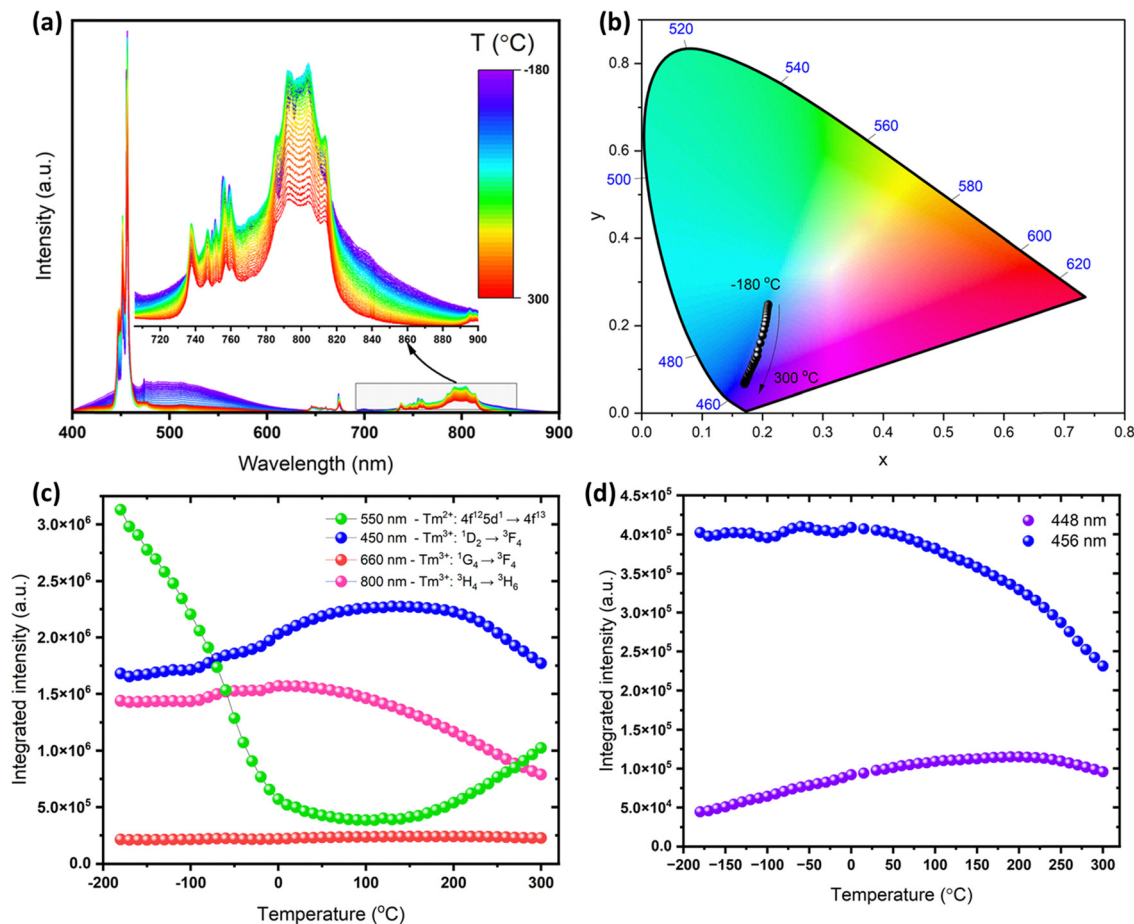 (a)
T (°C)
-180
300
Intensity (a.u.)
720 740 760 780 800 820 840 860 880 900
400 500 600 700 800 900
Wavelength (nm)
(b)
520
540
560
580
600
620
500
480
460
-180 °C
300 °C
0.8
0.6
0.4
0.2
0.0
y
0.0 0.1 0.2 0.3 0.4 0.5 0.6 0.7 0.8
x
(c)
550 nm - Tm²⁺: 4f¹²5d¹ → 4f¹³
450 nm - Tm³⁺: ¹D₂ → ³F₄
660 nm - Tm³⁺: ¹G₄ → ³F₄
800 nm - Tm³⁺: ³H₄ → ³H₆
3.0×10⁶
2.5×10⁶
2.0×10⁶
1.5×10⁶
1.0×10⁶
5.0×10⁵
0.0
Integrated intensity (a.u.)
-200 -100 0 100 200 300
Temperature (°C)
(d)
448 nm
456 nm
4.5×10⁵
4.0×10⁵
3.5×10⁵
3.0×10⁵
2.5×10⁵
2.0×10⁵
1.5×10⁵
1.0×10⁵
5.0×10⁴
0.0
Integrated intensity (a.u.)
-200 -150 -100 -50 0 50 100 150 200 250 300
Temperature (°C)